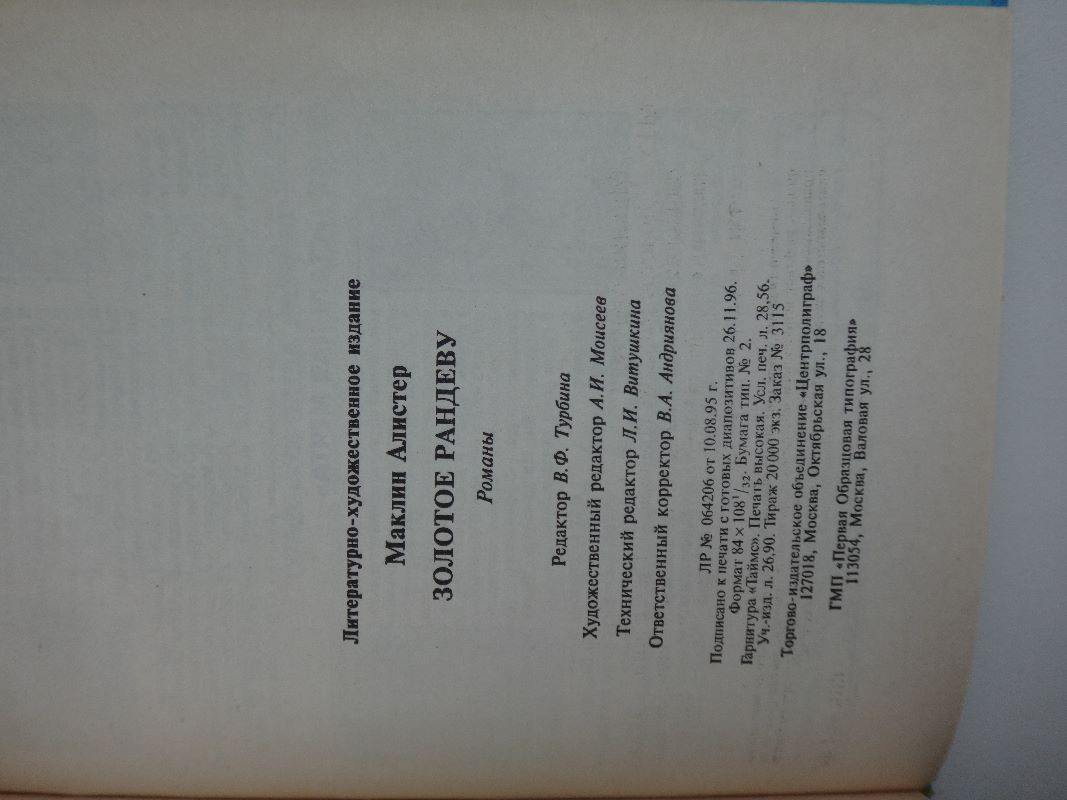 Литературно-художественное издание
Маклин Алистер
ЗОЛОТОЕ РАНДЕВУ
Романы
Редактор В.Ф. Турбина
Художественный редактор А.И. Моисеев
Технический редактор Л.И. Витушкина
Ответственный корректор В.А. Андриянова
ЛР № 064206 от 10.08.95 г.
Подписано к печати с готовых диапозитивов 26.11.96.
Формат 84×108¹/₃₂. Бумага тип. № 2.
Гарнитура «Таймс». Печать высокая. Усл. печ. л. 28,56.
Уч.-изд. л. 26,90. Тираж 20 000 экз. Заказ № 3115
Торгово-издательское объединение «Центрполиграф»
127018, Москва, Октябрьская ул., 18
ГМП «Первая Образцовая типография»
113054, Москва, Валовая ул., 28